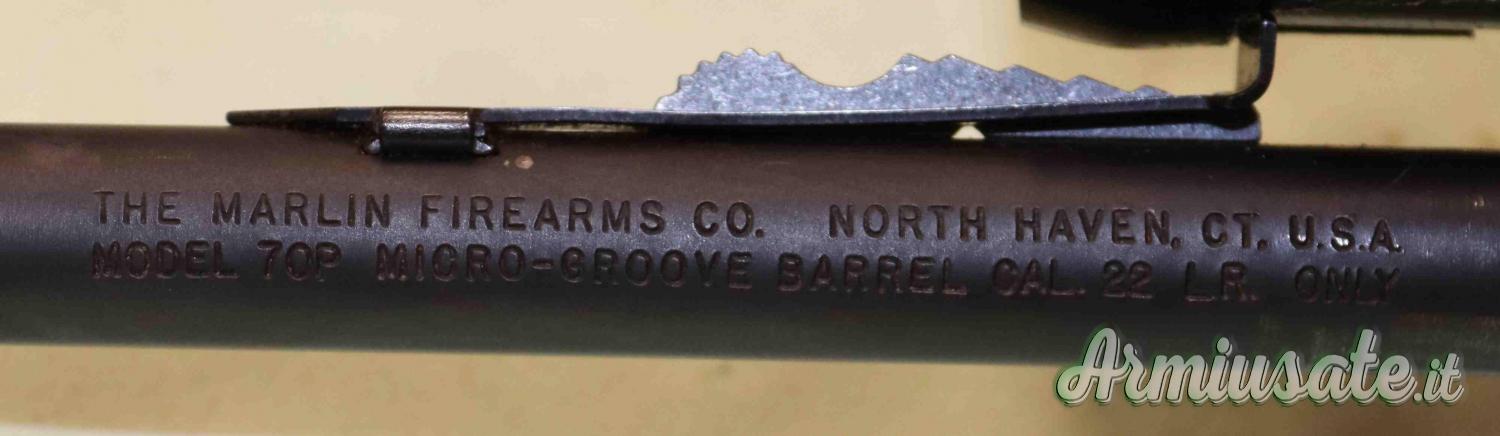 THE MARLIN FIREARMS CO. NORTH HAVEN, CT. U.S.A.
MODEL 70P MICRO-GROOVE BARREL CAL. 22 L.R. ONLY
Armiusate.it